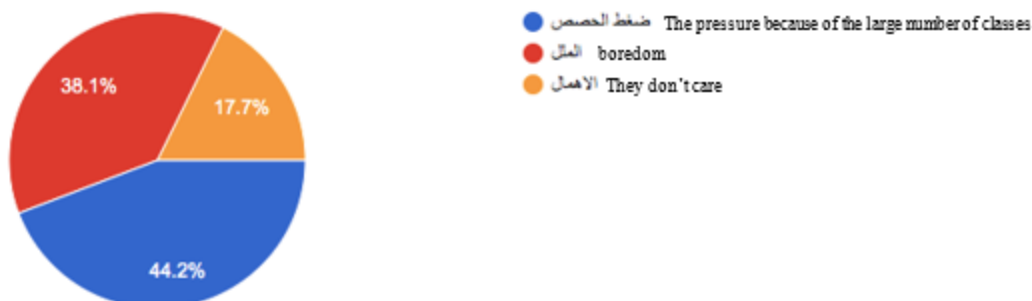 ضغط الحصص The pressure because of the large number of classes
الملل boredom
الاهمال They don't care
38.1%
17.7%
44.2%